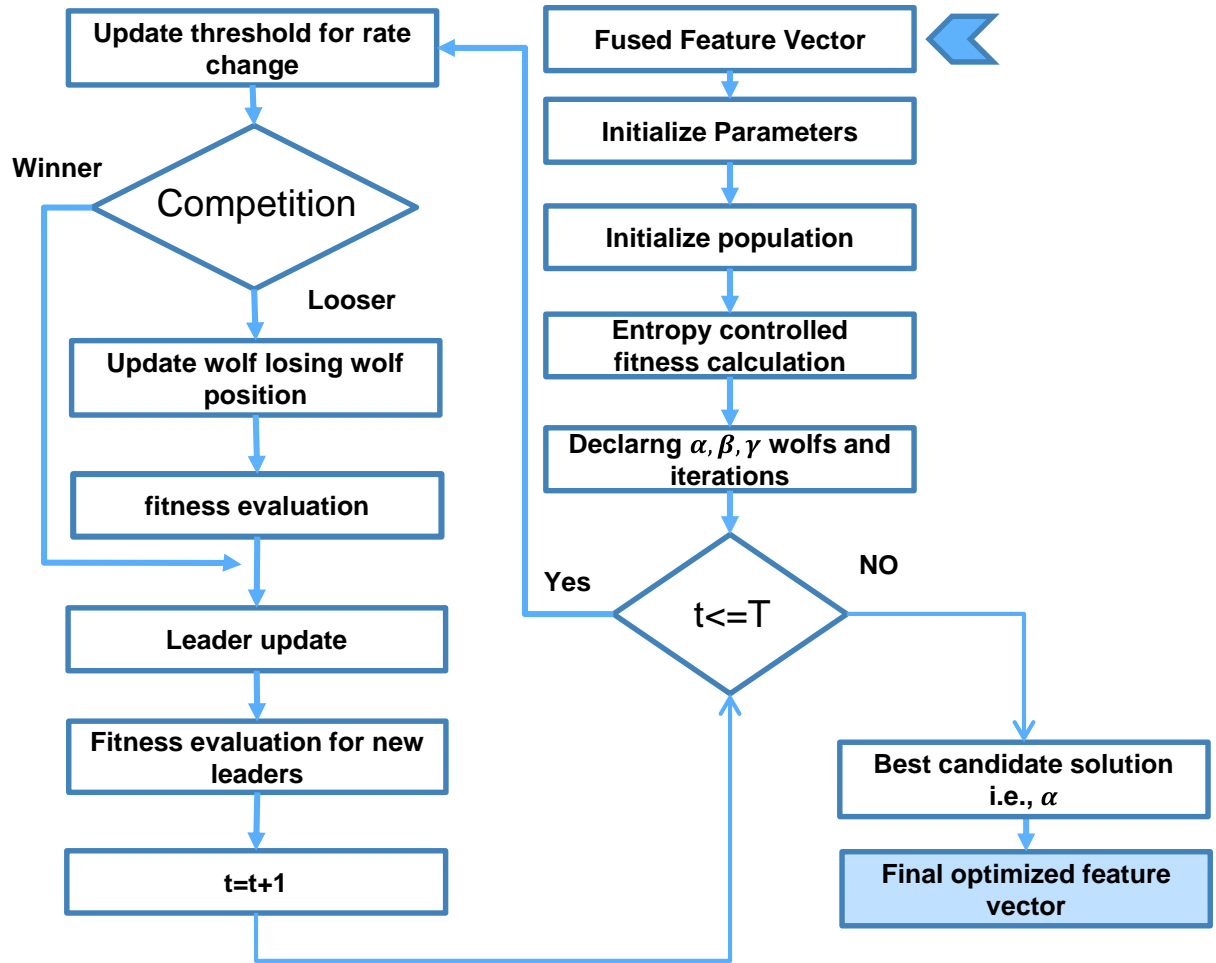 Update threshold for rate
change
Winner
Competition
Looser
Update wolf losing wolf
position
fitness evaluation
Leader update
Fitness evaluation for new
leaders
t=t+1
Fused Feature Vector
Initialize Parameters
Initialize population
Entropy controlled
fitness calculation
Declarng α, β, γ wolfs and
iterations
Yes
NO
t<=T
Best candidate solution
i.e., α
Final optimized feature
vector